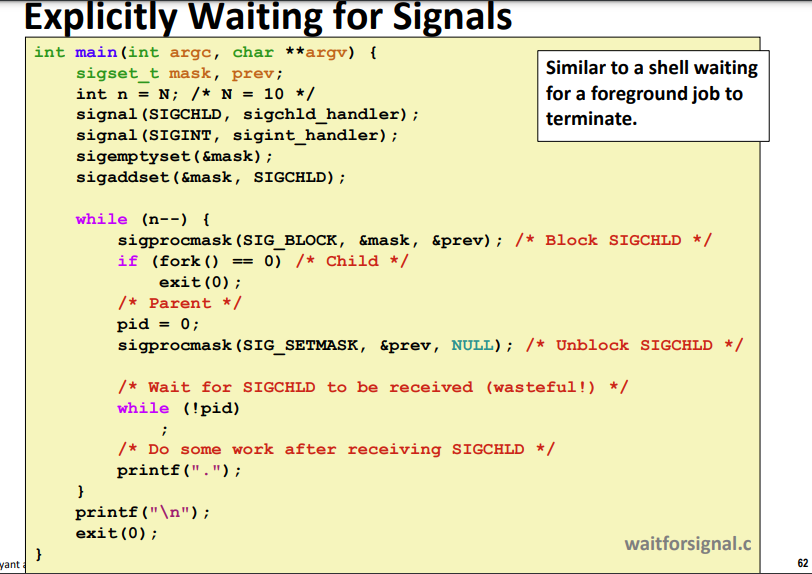 Explicitly Waiting for Signals
int main(int argc, char **argv) {
    sigset_t mask, prev;
    int n = N; /* N = 10 */
    signal(SIGCHLD, sigchld_handler);
    signal(SIGINT, sigint_handler);
    sigemptyset(&mask);
    sigaddset(&mask, SIGCHLD);

    while (n--) {
        sigprocmask(SIG_BLOCK, &mask, &prev); /* Block SIGCHLD */
        if (fork() == 0) /* Child */
            exit(0);
        /* Parent */
        pid = 0;
        sigprocmask(SIG_SETMASK, &prev, NULL); /* Unblock SIGCHLD */

        /* Wait for SIGCHLD to be received (wasteful!) */
        while (!pid)
            ;
        /* Do some work after receiving SIGCHLD */
        printf(".");
    }
    printf("\n");
    exit(0);
}
Similar to a shell waiting
for a foreground job to
terminate.
waitforsignal.c
62